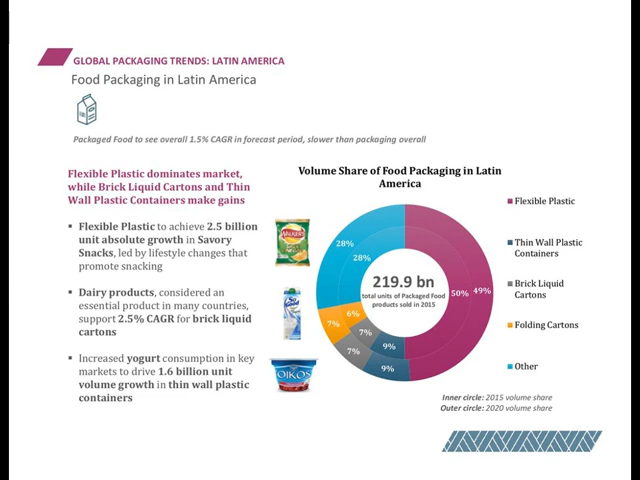 GLOBAL PACKAGING TRENDS: LATIN AMERICA
Food Packaging in Latin America
Packaged Food to see overall 1.5% CAGR in forecast period, slower than packaging overall
Flexible Plastic dominates market,
while Brick Liquid Cartons and Thin
Wall Plastic Containers make gains
▪ Flexible Plastic to achieve 2.5 billion
unit absolute growth in Savory
Snacks, led by lifestyle changes that
promote snacking
▪ Dairy products, considered an
essential product in many countries,
support 2.5% CAGR for brick liquid
cartons
▪ Increased yogurt consumption in key
markets to drive 1.6 billion unit
volume growth in thin wall plastic
containers
WALKERS
OIKOS
Volume Share of Food Packaging in Latin
America
28%
28%
219.9 bn
total units of Packaged Food
products sold in 2015
50% 49%
6%
7%
7%
7%
9%
9%
Flexible Plastic
Thin Wall Plastic
Containers
Brick Liquid
Cartons
Folding Cartons
Other
Inner circle: 2015 volume share
Outer circle: 2020 volume share